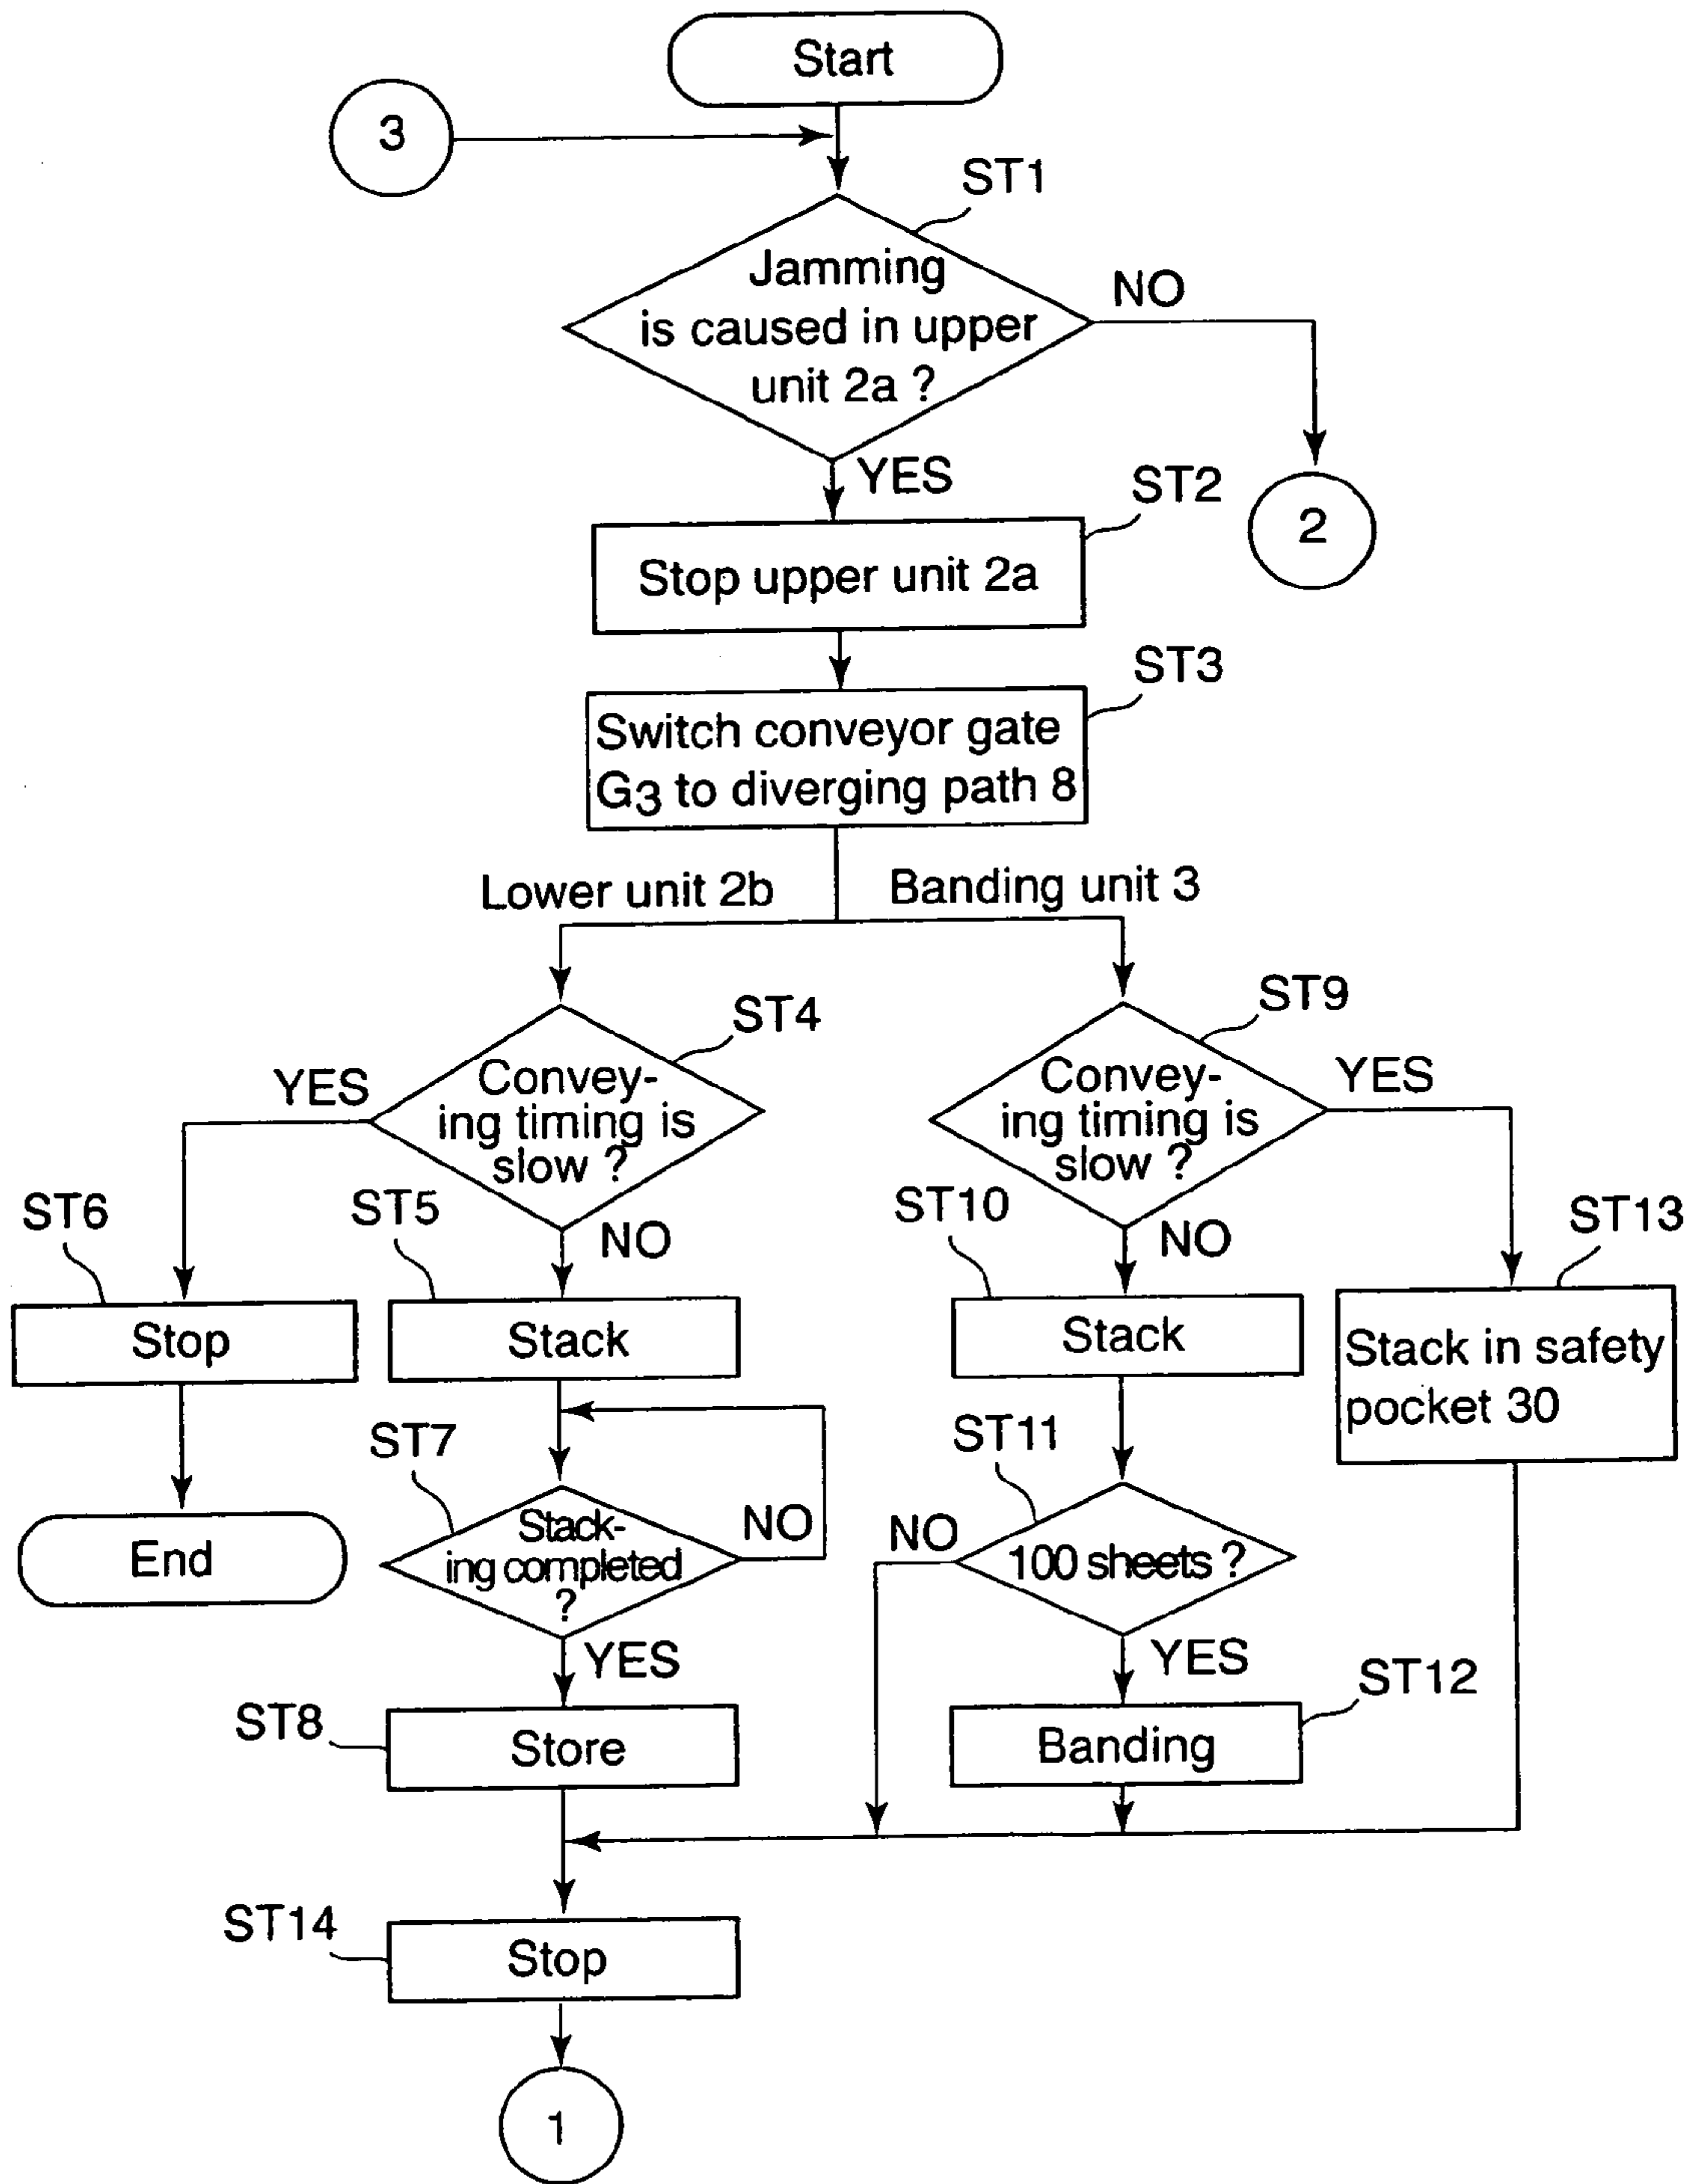 Start
3
ST1
Jamming
is caused in upper
unit 2a ?
NO
YES
2
ST2
Stop upper unit 2a
ST3
Switch conveyor gate
G3 to diverging path 8
Lower unit 2b
Banding unit 3
ST4
Convey-
ing timing is
slow ?
YES
NO
ST9
Convey-
ing timing is
slow ?
YES
NO
ST6
Stop
ST5
Stack
ST10
Stack
ST13
Stack in safety
pocket 30
End
ST7
Stack-
ing completed
?
NO
YES
ST11
100 sheets ?
NO
YES
ST8
Store
ST12
Banding
ST14
Stop
1